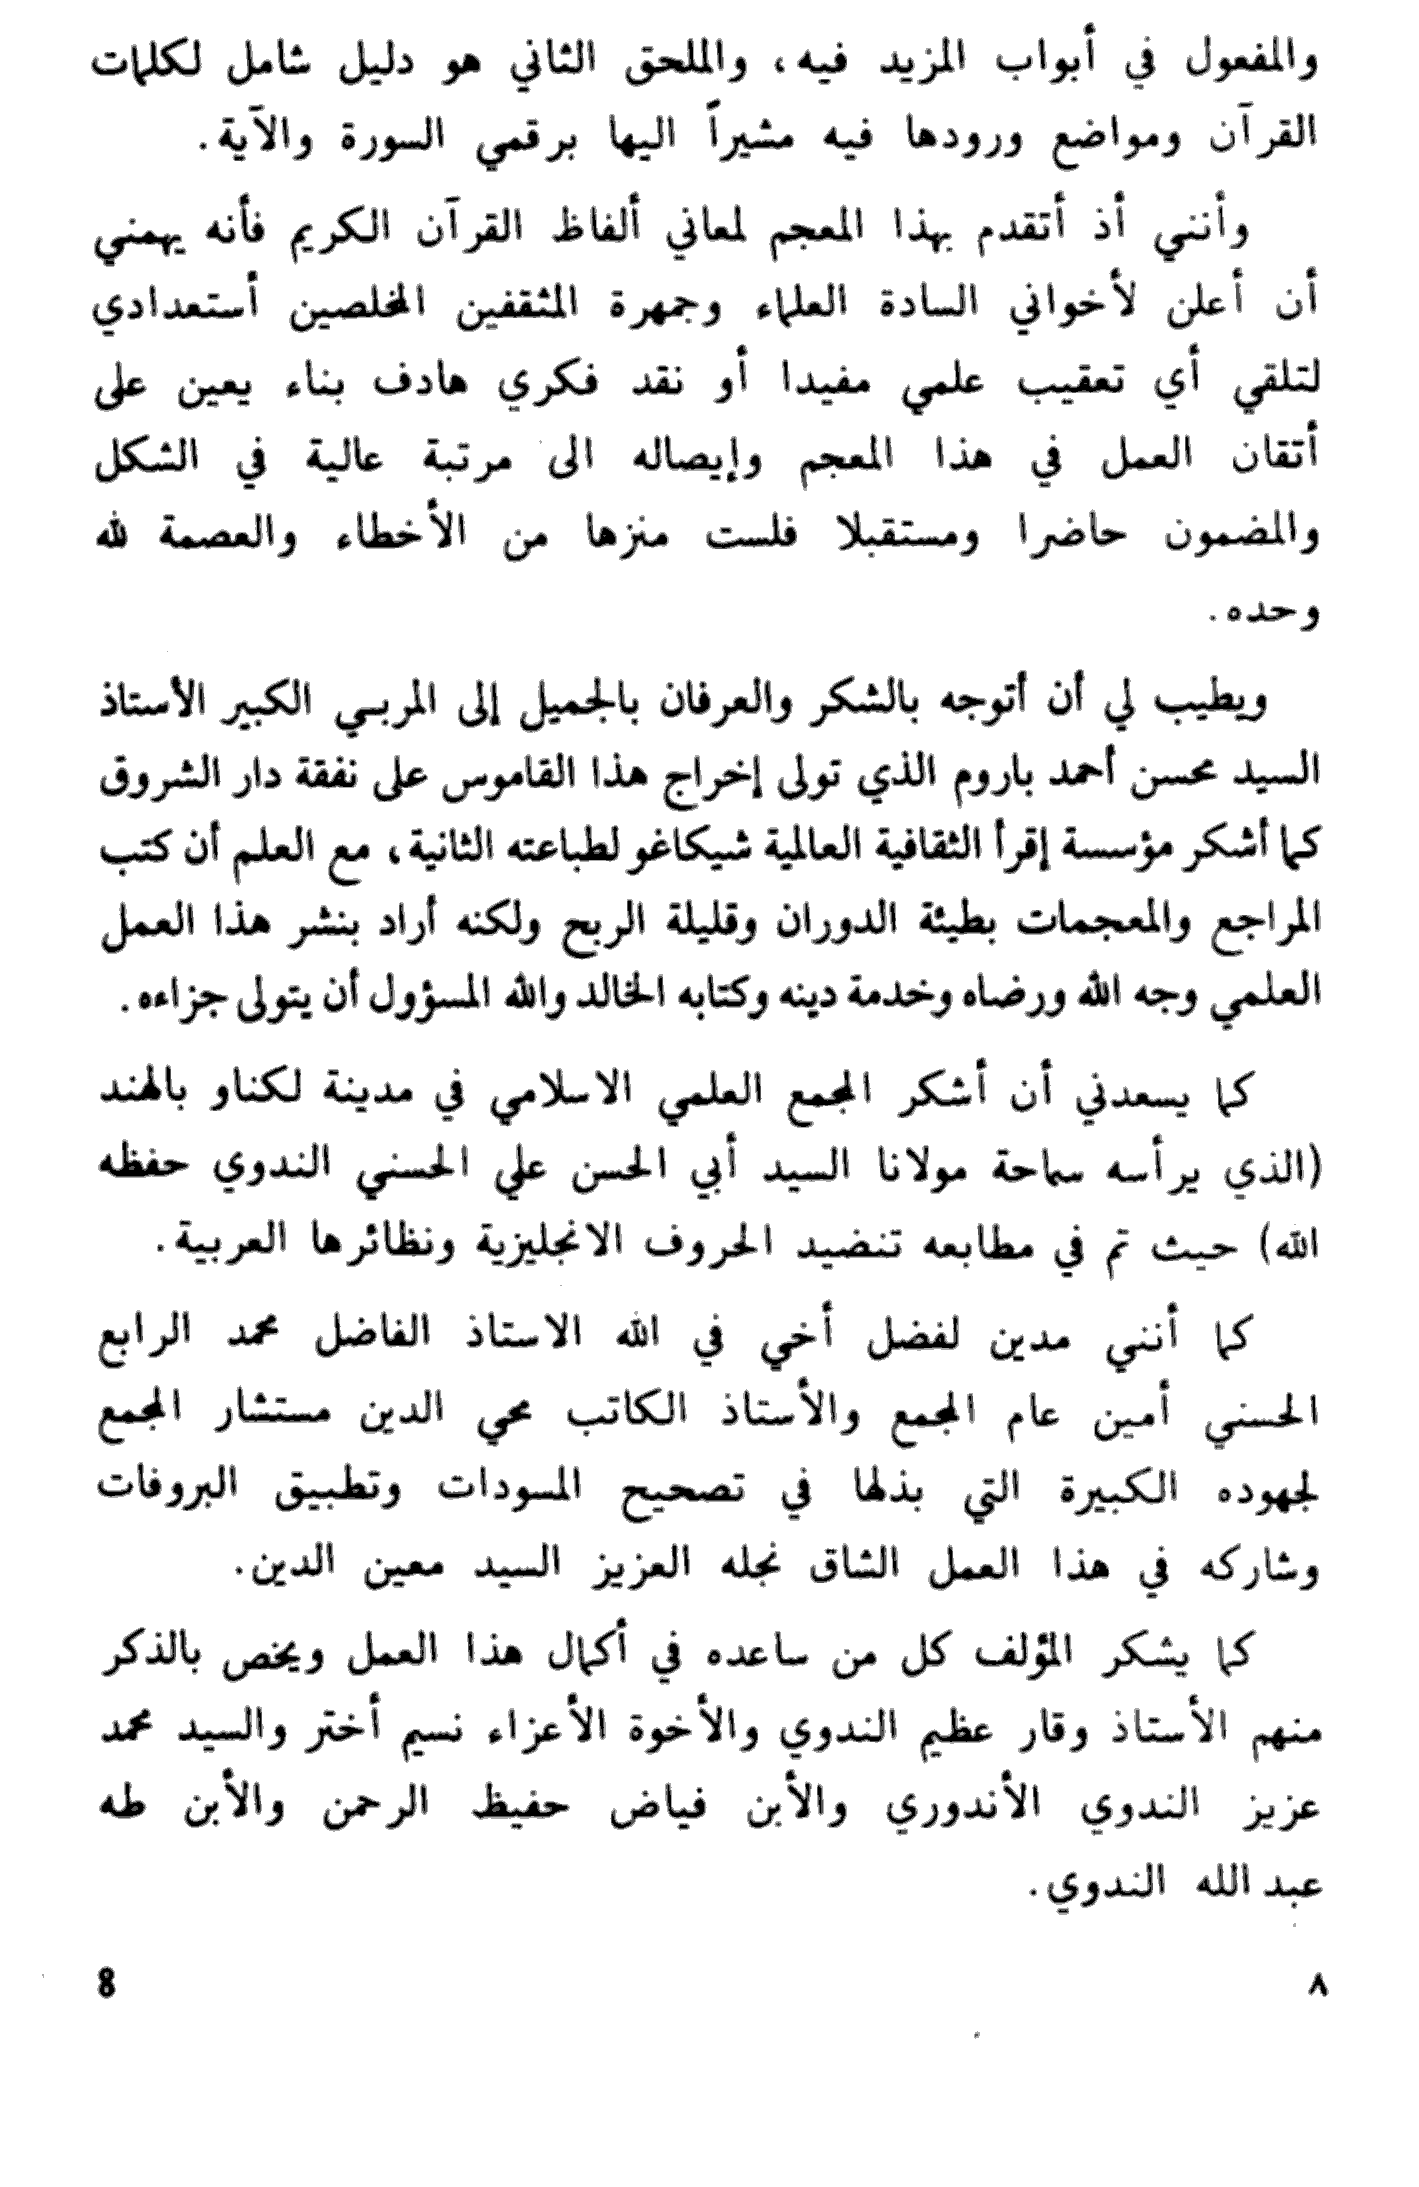 والمفعول في أبواب المزيد فيه، والملحق الثاني هو دليل شامل لكلمات
القرآن ومواضع ورودها فيه مشيراً اليها برقمي السورة والآية.
وأنني أذ أتقدم بهذا المعجم لمعاني ألفاظ القرآن الكريم فأنه يهمني
أن أعلن لأخواني السادة العلماء وجمهرة المثقفين المخلصين أستعدادي
لتلقي أي تعقيب علمي مفيدا أو نقد فكري هادف بناء يعين على
أتقان العمل في هذا المعجم وإيصاله الى مرتبة عالية في الشكل
والمضمون حاضرا ومستقبلا فلست منزها من الأخطاء والعصمة لله
وحده.
ويطيب لي أن أتوجه بالشكر والعرفان بالجميل إلى المربي الكبير الأستاذ
السيد محسن أحمد باروم الذي تولى إخراج هذا القاموس على نفقة دار الشروق
كما أشكر مؤسسة إقرأ الثقافية العالمية شيكاغو لطباعته الثانية، مع العلم أن كتب
المراجع والمعجمات بطيئة الدوران وقليلة الربح ولكنه أراد بنشر هذا العمل
العلمي وجه الله ورضاه وخدمة دينه وكتابه الخالد والله المسؤول أن يتولى جزاءه.
كما يسعدني أن أشكر المجمع العلمي الاسلامي في مدينة لكناو بالهند
(الذي يرأسه سماحة مولانا السيد أبي الحسن علي الحسني الندوي حفظه
الله) حيث تم في مطابعه تنضيد الحروف الانجليزية ونظائرها العربية.
كما أنني مدين لفضل أخي في الله الاستاذ الفاضل محمد الرابع
الحسني أمين عام المجمع والأستاذ الكاتب محي الدين مستشار المجمع
لجهوده الكبيرة التي بذلها في تصحيح المسودات وتطبيق البروفات
وشاركه في هذا العمل الشاق نجله العزيز السيد معين الدين.
كما يشكر المؤلف كل من ساعده في أكمال هذا العمل ويخص بالذكر
منهم الأستاذ وقار عظيم الندوي والأخوة الأعزاء نسيم أختر والسيد محمد
عزيز الندوي الأندوري والأبن فياض حفيظ الرحمن والأبن طه
عبد الله الندوي.
٨ 8